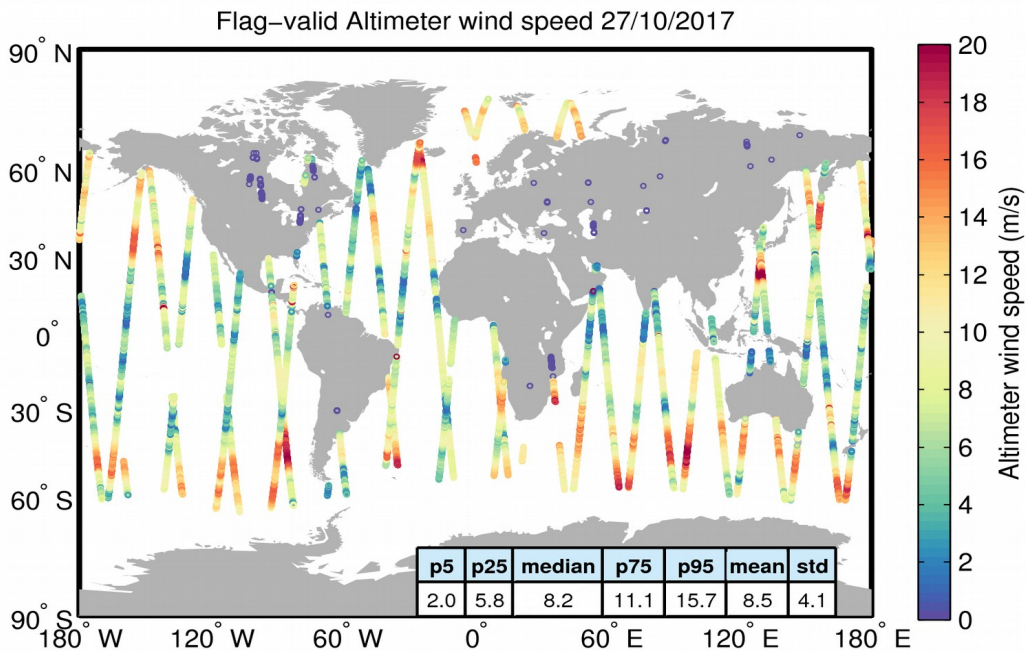 Flag−valid Altimeter wind speed 27/10/2017
90° N
60° N
30° N
0°
30° S
60° S
90° S
180° W
120° W
60° W
0°
60° E
120° E
180° E
p5 p25 median p75 p95 mean std
2.0 5.8 8.2 11.1 15.7 8.5 4.1
20
18
16
14
12
10
8
6
4
2
0
Altimeter wind speed (m/s)